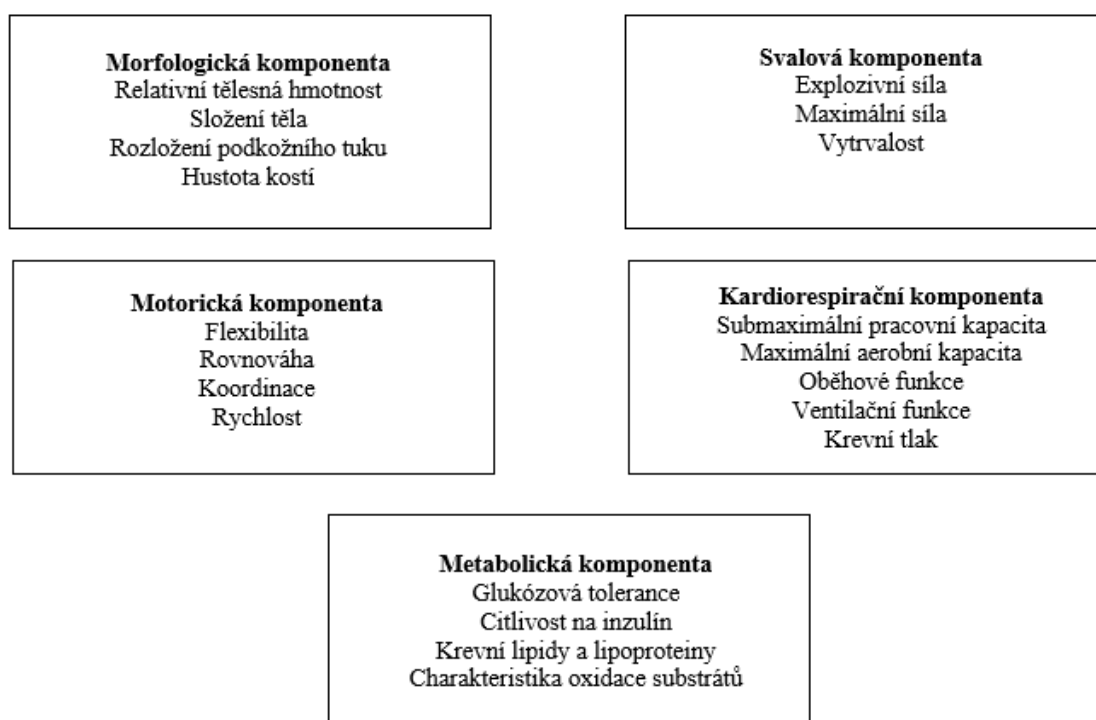 Morfologická komponenta
Relativní tělesná hmotnost
Složení těla
Rozložení podkožního tuku
Hustota kostí
Svalová komponenta
Explozivní síla
Maximální síla
Vytrvalost
Motorická komponenta
Flexibilita
Rovnováha
Koordinace
Rychlost
Kardiorespirační komponenta
Submaximální pracovní kapacita
Maximální aerobní kapacita
Oběhové funkce
Ventilační funkce
Krevní tlak
Metabolická komponenta
Glukózová tolerance
Citlivost na inzulín
Krevní lipidy a lipoproteiny
Charakteristika oxidace substrátů